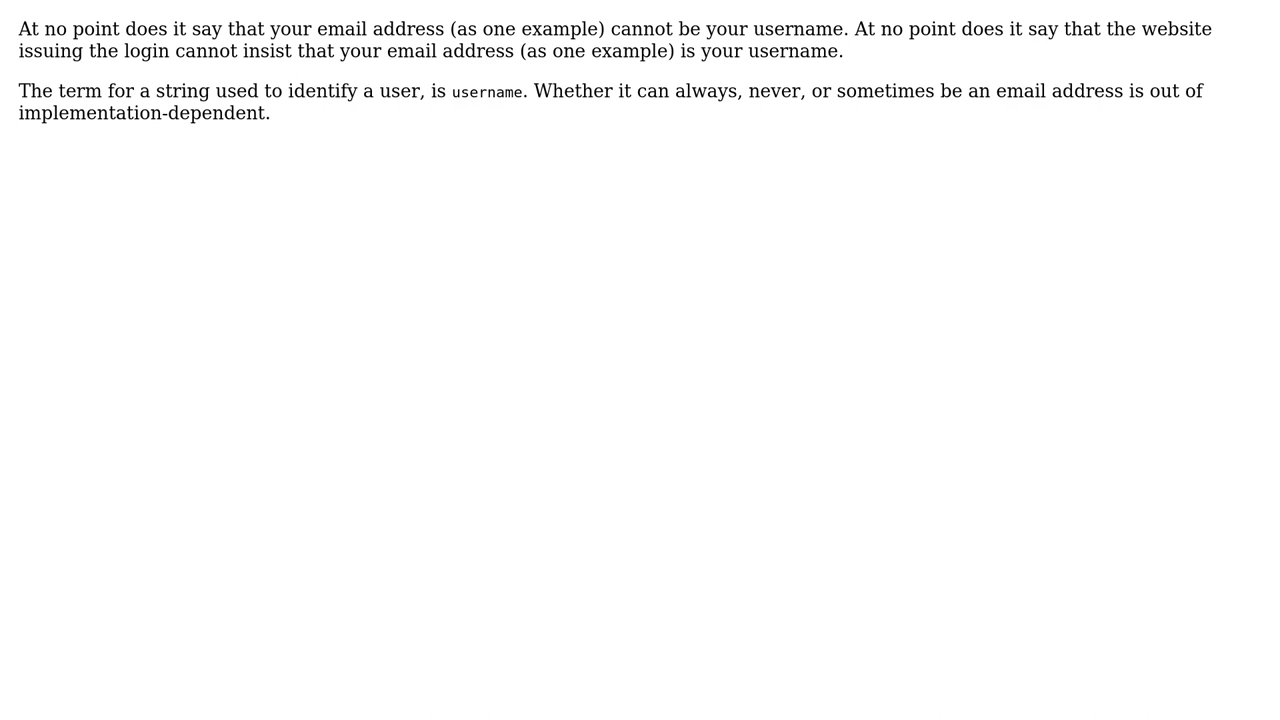 At no point does it say that your email address (as one example) cannot be your username. At no point does it say that the website
issuing the login cannot insist that your email address (as one example) is your username.
The term for a string used to identify a user, is username. Whether it can always, never, or sometimes be an email address is out of
implementation-dependent.